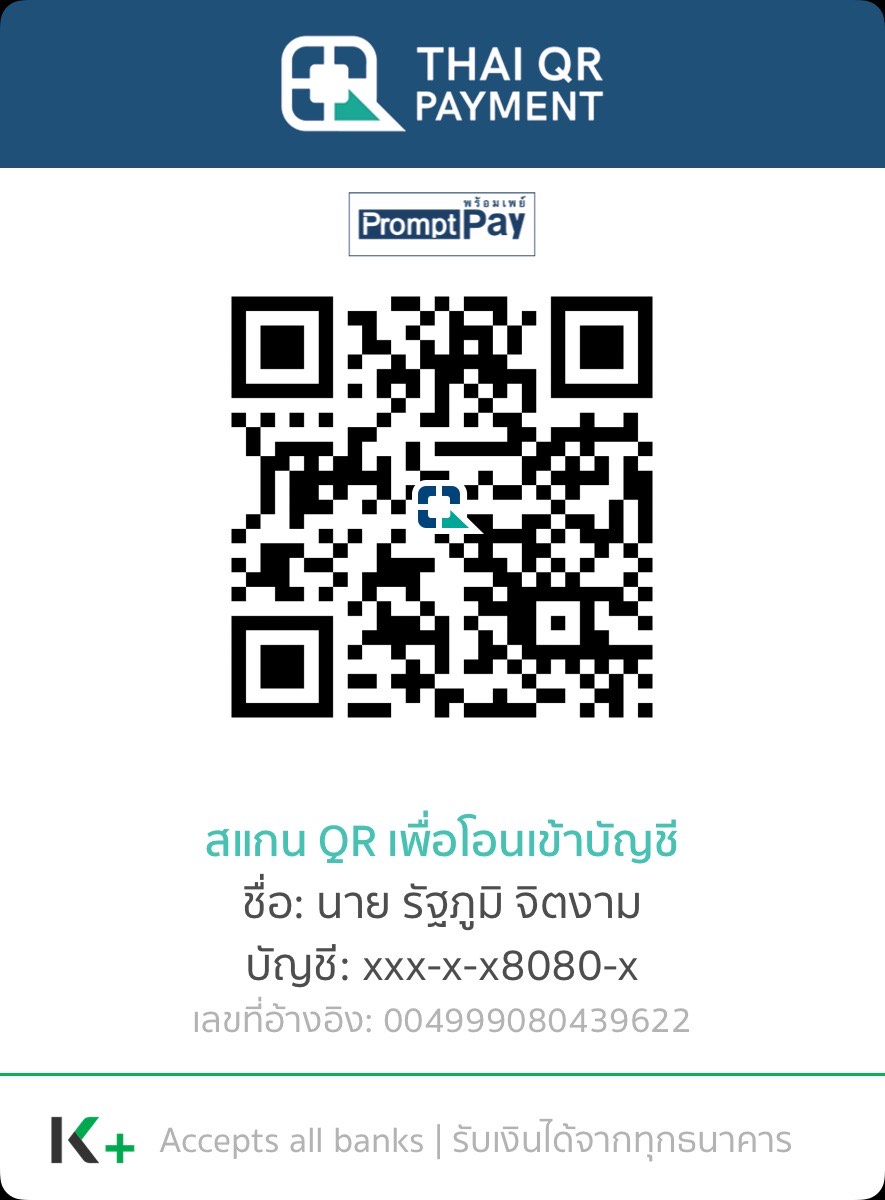 THAI QR
PAYMENT
พร้อมเพย์
PromptPay
สแกน QR เพื่อโอนเข้าบัญชี
ชื่อ: นาย รัฐภูมิ จิตงาม
บัญชี: xxx-x-x8080-x
เลขที่อ้างอิง: 004999080439622
K+ Accepts all banks | รับเงินได้จากทุกธนาคาร